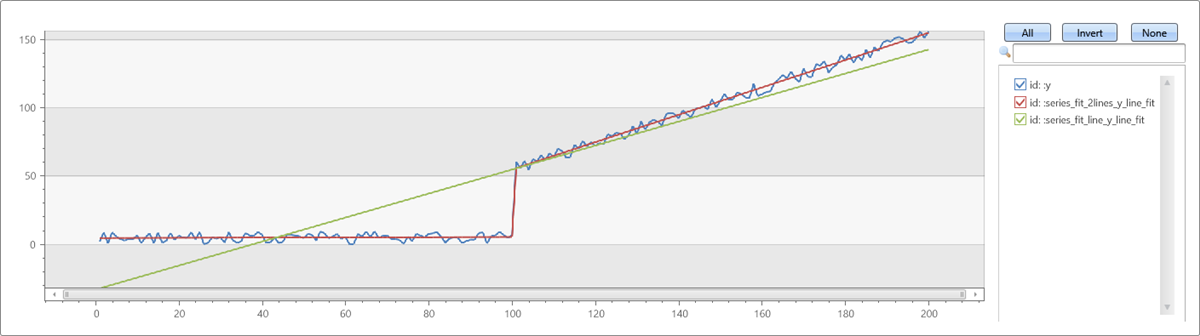 150
100
50
0
0 20 40 60 80 100 120 140 160 180 200
All Invert None
id: :y
id: :series_fit_2lines_y_line_fit
id: :series_fit_line_y_line_fit